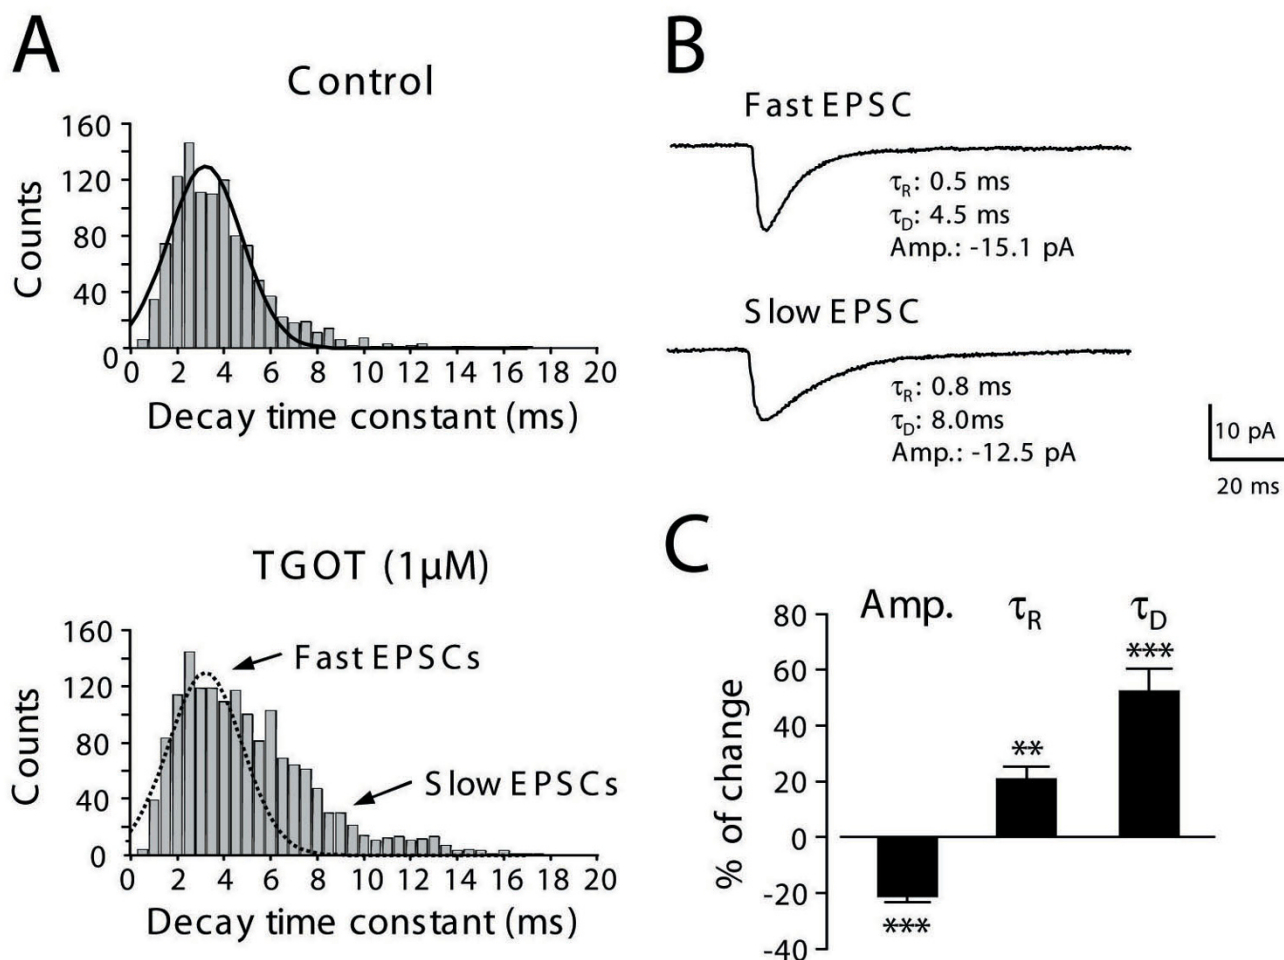 A
Control
160
120
80
40
0
Counts
0 2 4 6 8 10 12 14 16 18 20
Decay time constant (ms)
TGOT (1µM)
160
120
80
40
0
Counts
Fast EPSCs
Slow EPSCs
0 2 4 6 8 10 12 14 16 18 20
Decay time constant (ms)
B
Fast EPSC
τR: 0.5 ms
τD: 4.5 ms
Amp.: -15.1 pA
Slow EPSC
τR: 0.8 ms
τD: 8.0ms
Amp.: -12.5 pA
10 pA
20 ms
C
Amp. τR τD
80
60
40
20
0
-20
-40
% of change
***
**
***